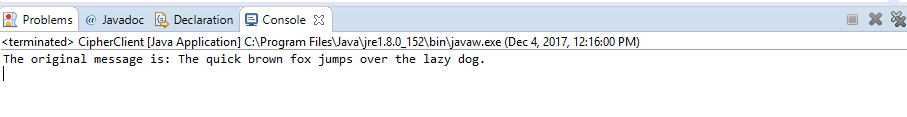 Problems @ Javadoc Declaration Console
<terminated> CipherClient [Java Application] C:\Program Files\Java\jre1.8.0_152\bin\javaw.exe (Dec 4, 2017, 12:16:00 PM)
The original message is: The quick brown fox jumps over the lazy dog.